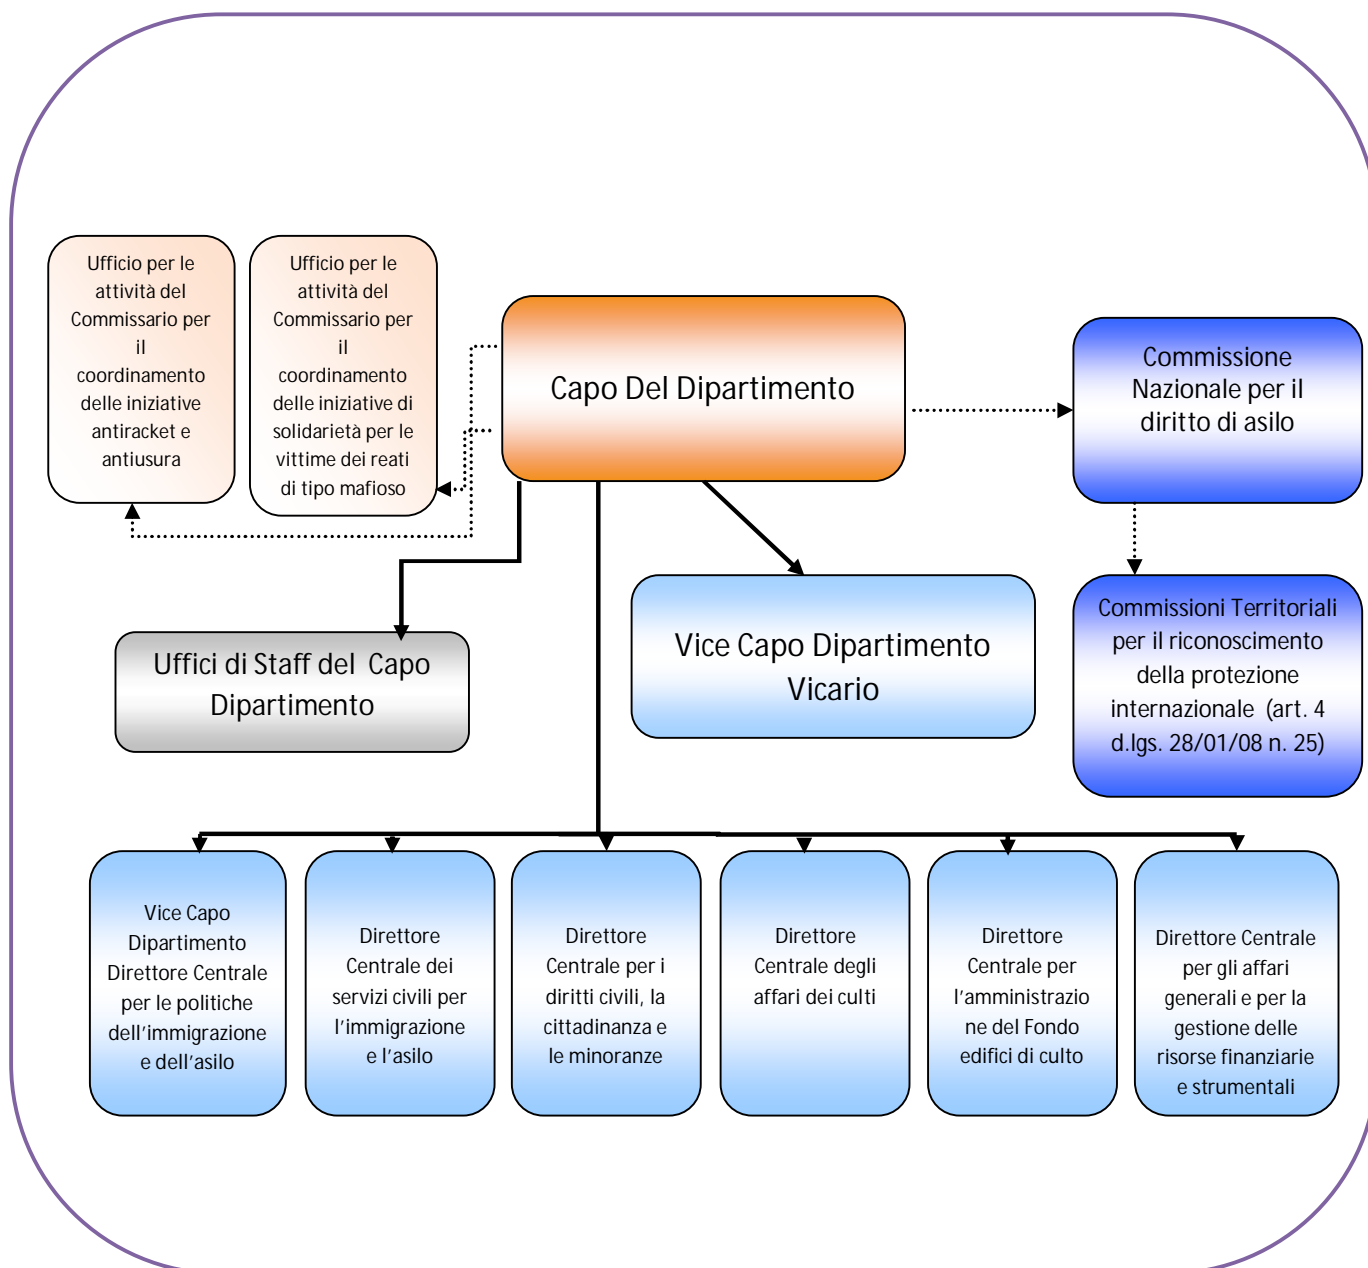 Ufficio per le
attività del
Commissario per
il
coordinamento
delle iniziative
antiracket e
antiusura
Ufficio per le
attività del
Commissario per
il
coordinamento
delle iniziative di
solidarietà per le
vittime dei reati
di tipo mafioso
Capo Del Dipartimento
Commissione
Nazionale per il
diritto di asilo
Uffici di Staff del Capo
Dipartimento
Vice Capo Dipartimento
Vicario
Commissioni Territoriali
per il riconoscimento
della protezione
internazionale (art. 4
d.lgs. 28/01/08 n. 25)
Vice Capo
Dipartimento
Direttore Centrale
per le politiche
dell'immigrazione
e dell'asilo
Direttore
Centrale dei
servizi civili per
l'immigrazione
e l'asilo
Direttore
Centrale per i
diritti civili, la
cittadinanza e
le minoranze
Direttore
Centrale degli
affari dei culti
Direttore
Centrale per
l'amministrazio
ne del Fondo
edifici di culto
Direttore Centrale
per gli affari
generali e per la
gestione delle
risorse finanziarie
e strumentali